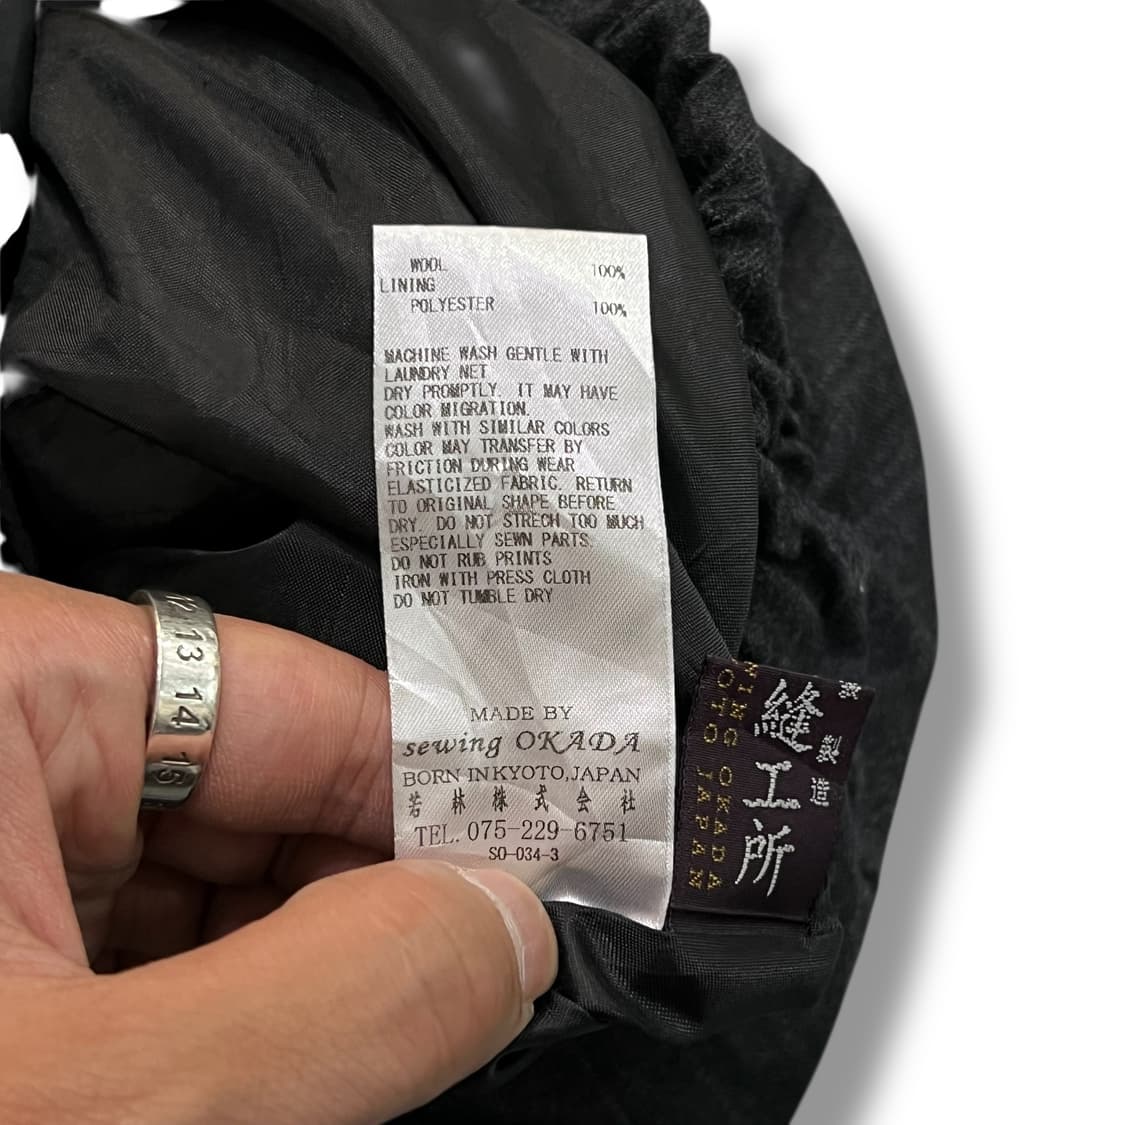 WOOL 100%
LINING
POLYESTER 100%
MACHINE WASH GENTLE WITH
LAUNDRY NET
DRY PROMPTLY. IT MAY HAVE
COLOR MIGRATION.
WASH WITH SIMILAR COLORS
COLOR MAY TRANSFER BY
FRICTION DURING WEAR
ELASTICIZED FABRIC. RETURN
TO ORIGINAL SHAPE BEFORE
DRY. DO NOT STRECH TOO MUCH
ESPECIALLY SEWN PARTS.
DO NOT RUB PRINTS
IRON WITH PRESS CLOTH
DO NOT TUMBLE DRY
MADE BY
sewing OKADA
BORN IN KYOTO, JAPAN
若林株式会社
TEL. 075-229-6751
SO-034-3
製造
縫工所
OKADA
OTO JAPAN
12 13 14 15